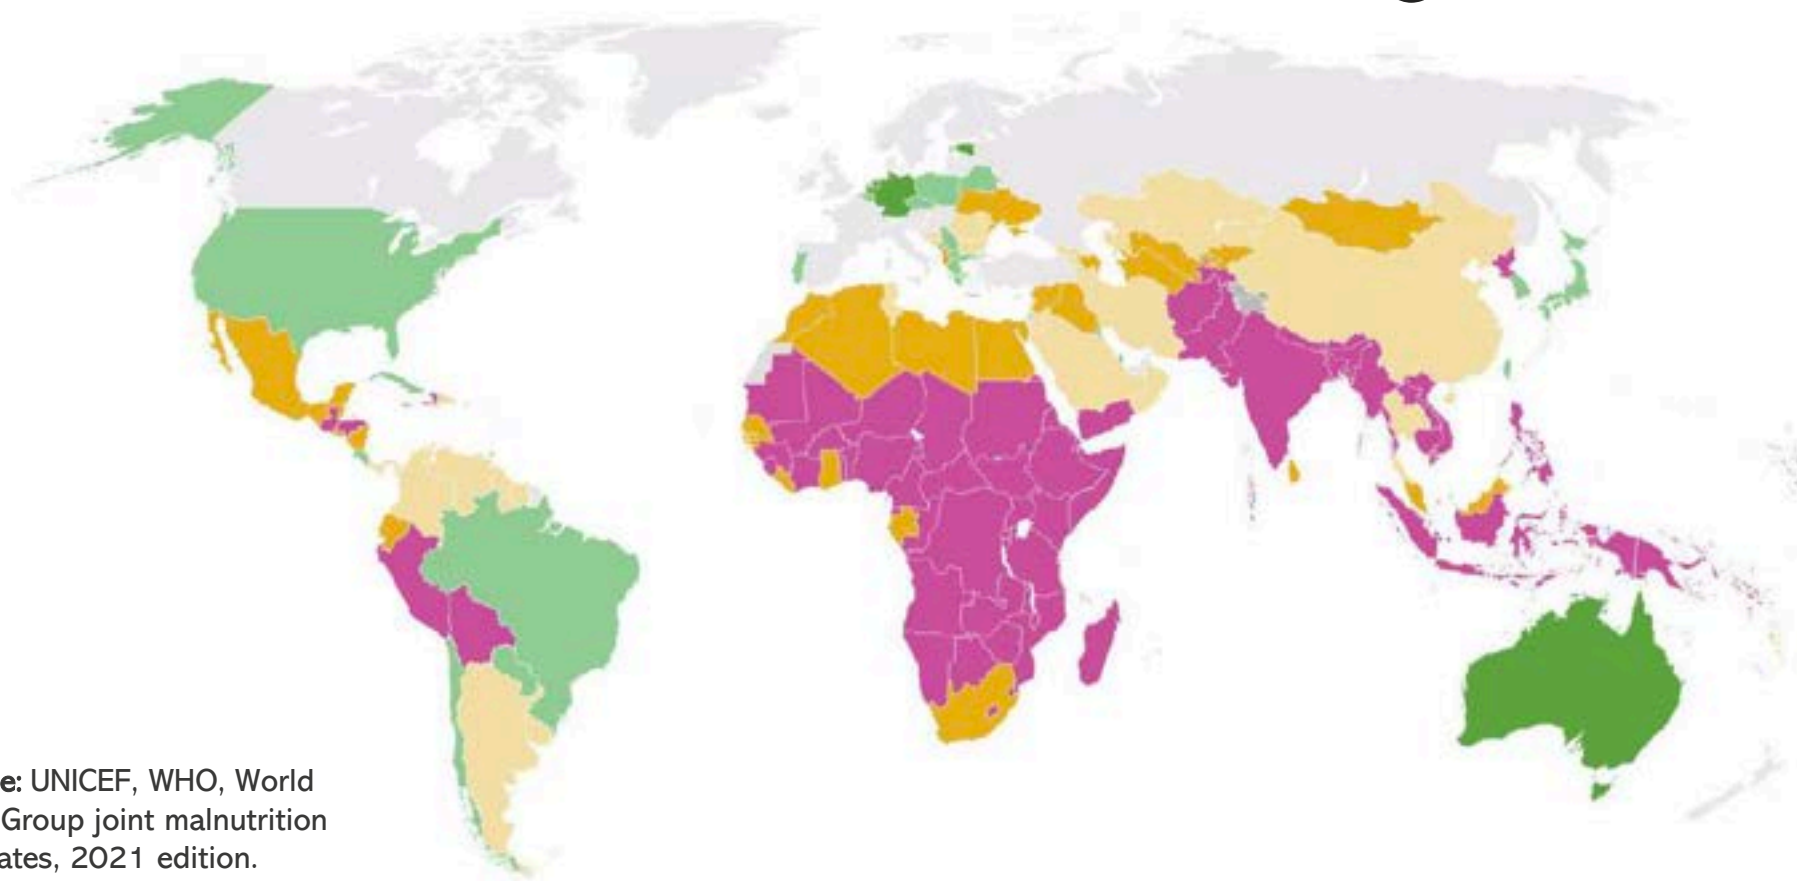 e: UNICEF, WHO, World
Group joint malnutrition
ates, 2021 edition.